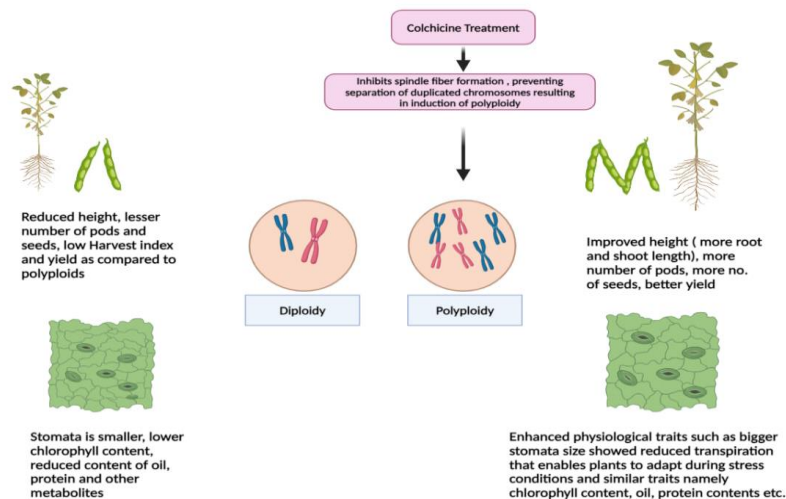 Colchicine Treatment
Inhibits spindle fiber formation , preventing
separation of duplicated chromosomes resulting
in induction of polyploidy
Reduced height, lesser
number of pods and
seeds, low Harvest index
and yield as compared to
polyploids
Diploidy
Polyploidy
Improved height ( more root
and shoot length), more
number of pods, more no.
of seeds, better yield
Stomata is smaller, lower
chlorophyll content,
reduced content of oil,
protein and other
metabolites
Enhanced physiological traits such as bigger
stomata size showed reduced transpiration
that enables plants to adapt during stress
conditions and similar traits namely
chlorophyll content, oil, protein contents etc.